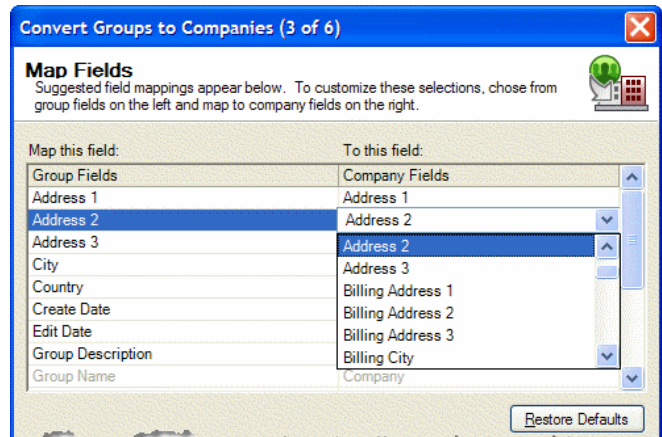 Convert Groups to Companies (3 of 6)
Map Fields
Suggested field mappings appear below. To customize these selections, chose from
group fields on the left and map to company fields on the right.
Map this field: To this field:
Group Fields Company Fields
Address 1 Address 1
Address 2 Address 2
Address 3 Address 2
City Address 3
Country Billing Address 1
Create Date Billing Address 2
Edit Date Billing Address 3
Group Description Billing City
Group Name Company
Restore Defaults